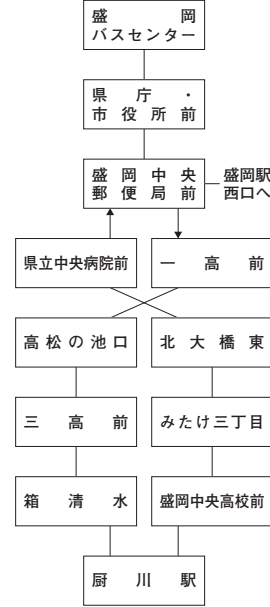 盛岡
バスセンター
県庁・
市役所前
盛岡中央
郵便局前
盛岡駅
西口へ
県立中央病院前
一高前
高松の池口
北大橋東
三高前
みたけ三丁目
箱清水
盛岡中央高校前
厨川駅